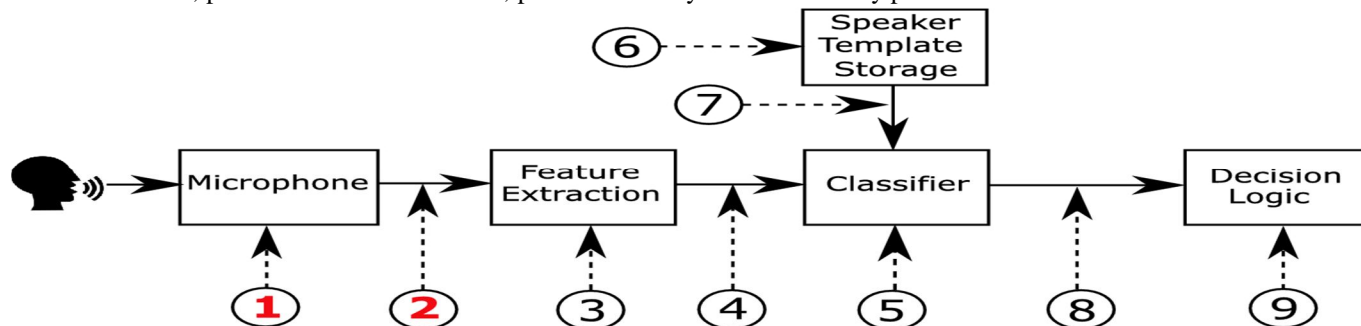 Speaker
Template
Storage
6
7
Microphone
Feature
Extraction
Classifier
Decision
Logic
1
2
3
4
5
8
9